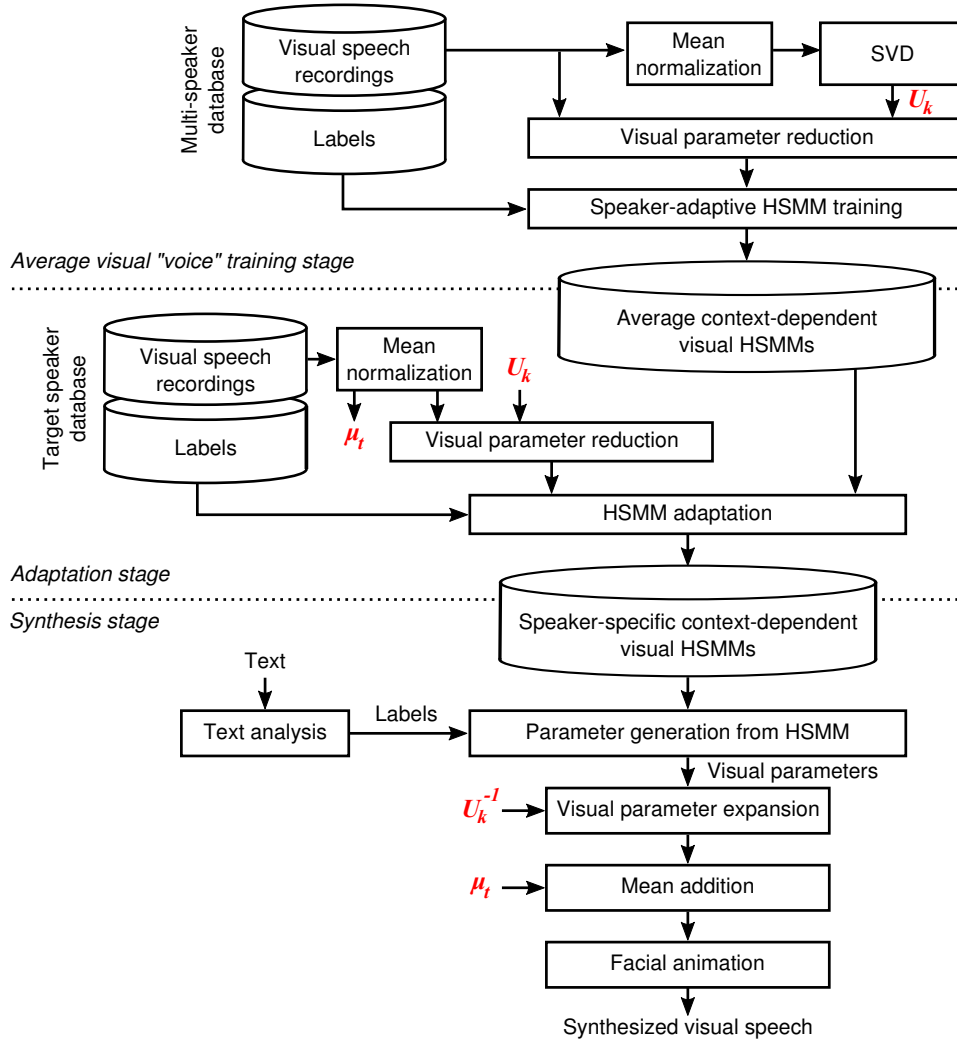 Multi-speaker
database
Visual speech
recordings
Labels
Mean
normalization
SVD
U_k
Visual parameter reduction
Speaker-adaptive HSMM training
Average visual "voice" training stage
Average context-dependent
visual HSMMs
Target speaker
database
Visual speech
recordings
Labels
Mean
normalization
μ_t
U_k
Visual parameter reduction
HSMM adaptation
Adaptation stage
Synthesis stage
Speaker-specific context-dependent
visual HSMMs
Text
Text analysis
Labels
Parameter generation from HSMM
Visual parameters
U_k^-1
Visual parameter expansion
μ_t
Mean addition
Facial animation
Synthesized visual speech